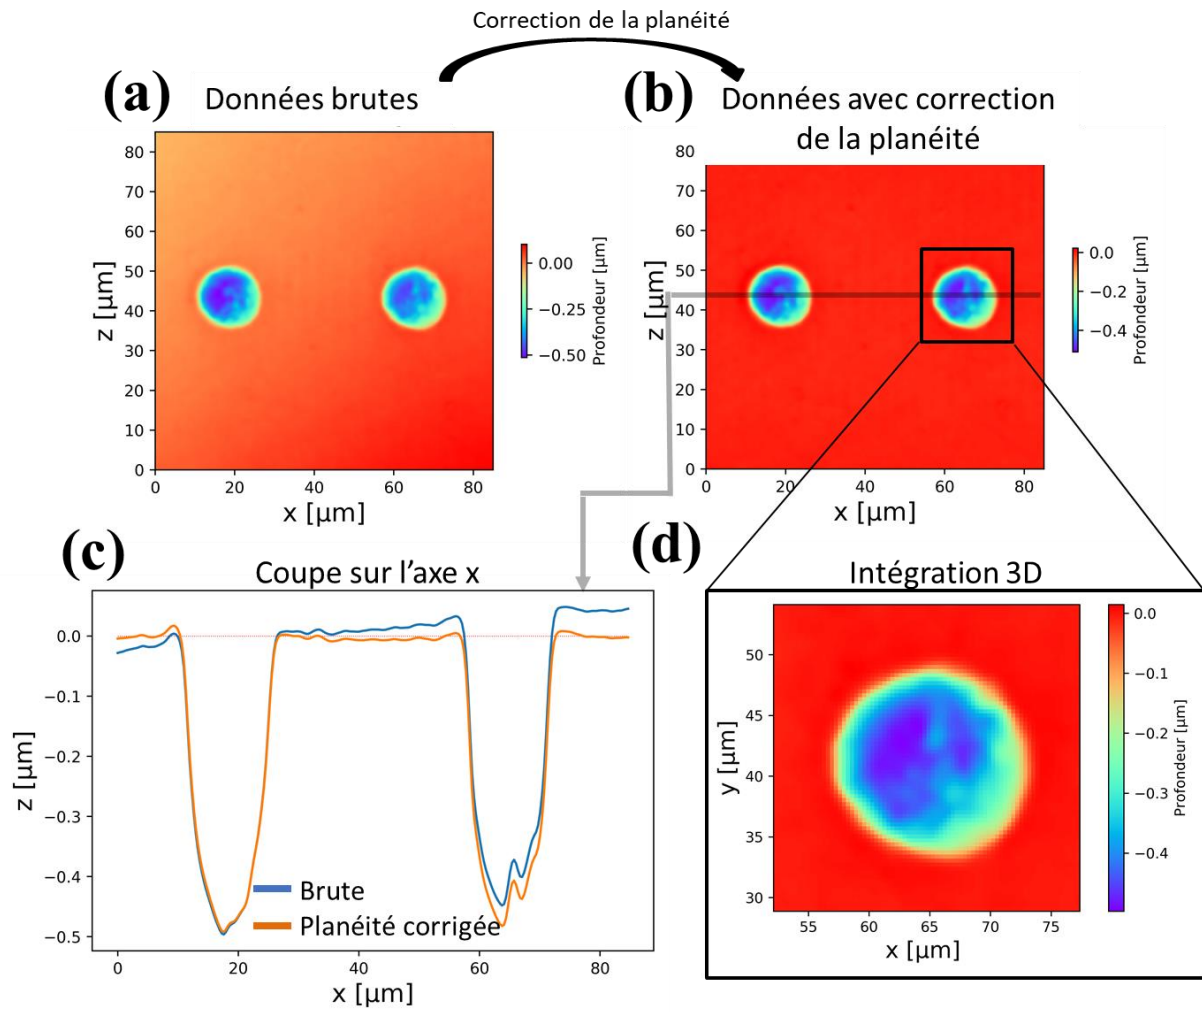 Correction de la planéité
(a)
Données brutes
80
70
60
50
40
30
20
10
0
z [µm]
0
20
40
60
80
x [µm]
0.00
−0.25
−0.50
Profondeur [µm]
(b)
Données avec correction
de la planéité
80
70
60
50
40
30
20
10
0
z [µm]
0
20
40
60
80
x [µm]
0.0
−0.2
−0.4
Profondeur [µm]
(c)
Coupe sur l’axe x
0.0
−0.1
−0.2
−0.3
−0.4
−0.5
z [µm]
Brute
Planéité corrigée
0
20
40
60
80
x [µm]
(d)
Intégration 3D
50
45
40
35
30
y [µm]
55
60
65
70
75
x [µm]
0.0
−0.1
−0.2
−0.3
−0.4
Profondeur [µm]